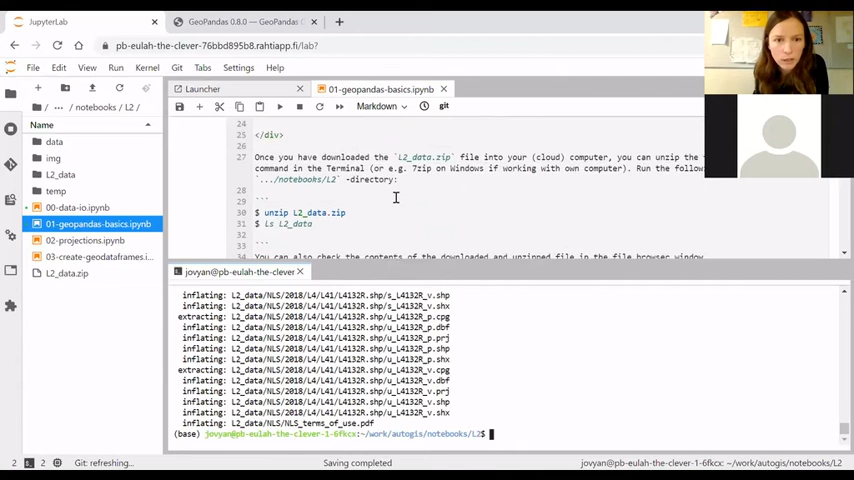 JupyterLab
GeoPandas 0.8.0 — GeoPandas
pb-eulah-the-clever-76bbd895b8.rahtiapp.fi/lab?
File Edit View Run Kernel Git Tabs Settings Help
Launcher
01-geopandas-basics.ipynb
Markdown
git
/ ··· / notebooks / L2 /
Name
data
img
L2_data
temp
00-data-io.ipynb
01-geopandas-basics.ipynb
02-projections.ipynb
03-create-geodataframes.i...
L2_data.zip
24
25 </div>
26
27 Once you have downloaded the `L2_data.zip` file into your (cloud) computer, you can unzip the
command in the Terminal (or e.g. 7zip on Windows if working with own computer). Run the
`.../notebooks/L2` -directory:
28
29 ```
30 $ unzip L2_data.zip
31 $ ls L2_data
```
You can also check the contents of the downloaded and unzipped file in the file browser window.
jovyan@pb-eulah-the-clever
inflating: L2_data/NLS/2018/L4/L41/L4132R.shp/s_L4132R_v.shp
inflating: L2_data/NLS/2018/L4/L41/L4132R.shp/s_L4132R_v.shx
extracting: L2_data/NLS/2018/L4/L41/L4132R.shp/u_L4132R_p.cpg
inflating: L2_data/NLS/2018/L4/L41/L4132R.shp/u_L4132R_p.dbf
inflating: L2_data/NLS/2018/L4/L41/L4132R.shp/u_L4132R_p.prj
inflating: L2_data/NLS/2018/L4/L41/L4132R.shp/u_L4132R_p.shp
inflating: L2_data/NLS/2018/L4/L41/L4132R.shp/u_L4132R_p.shx
extracting: L2_data/NLS/2018/L4/L41/L4132R.shp/u_L4132R_v.cpg
inflating: L2_data/NLS/2018/L4/L41/L4132R.shp/u_L4132R_v.dbf
inflating: L2_data/NLS/2018/L4/L41/L4132R.shp/u_L4132R_v.prj
inflating: L2_data/NLS/2018/L4/L41/L4132R.shp/u_L4132R_v.shp
inflating: L2_data/NLS/2018/L4/L41/L4132R.shp/u_L4132R_v.shx
inflating: L2_data/NLS/NLS_terms_of_use.pdf
(base) jovyan@pb-eulah-the-clever-1-6fkcx:~/work/autogis/notebooks/L2$
2 2 Git: refreshing... Saving completed jovyan@pb-eulah-the-clever-1-6fkcx: ~/work/autogis/notebooks/L2